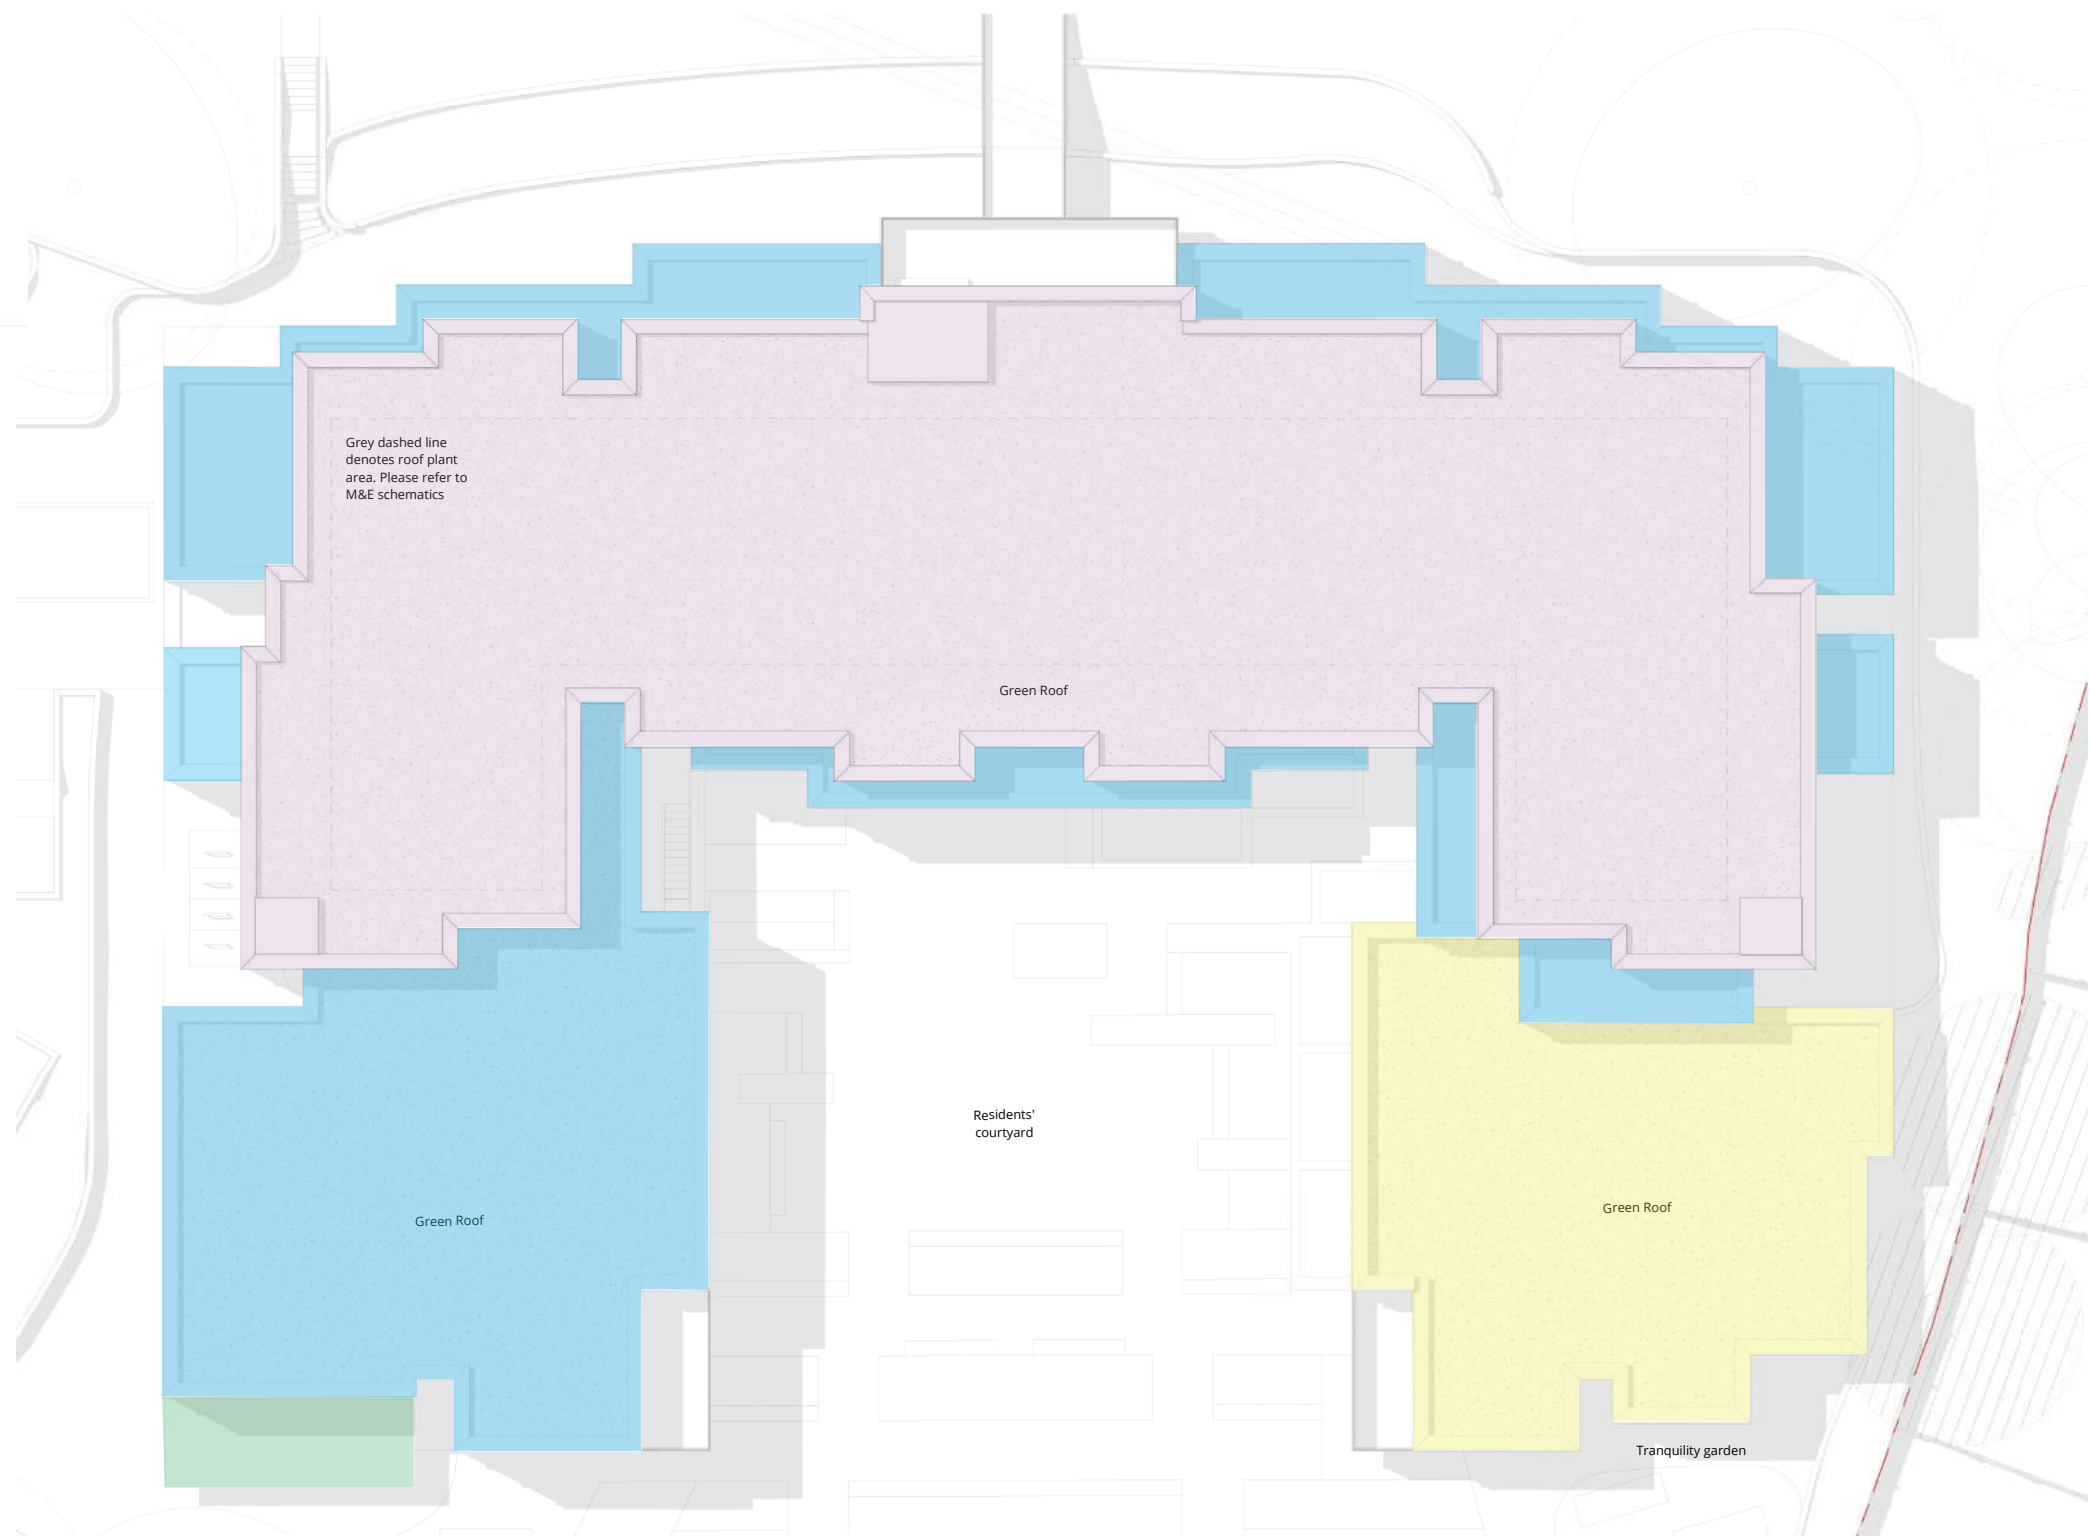 Grey dashed line
denotes roof plant
area. Please refer to
M&E schematics
Green Roof
Residents'
courtyard
Green Roof
Green Roof
Tranquility garden